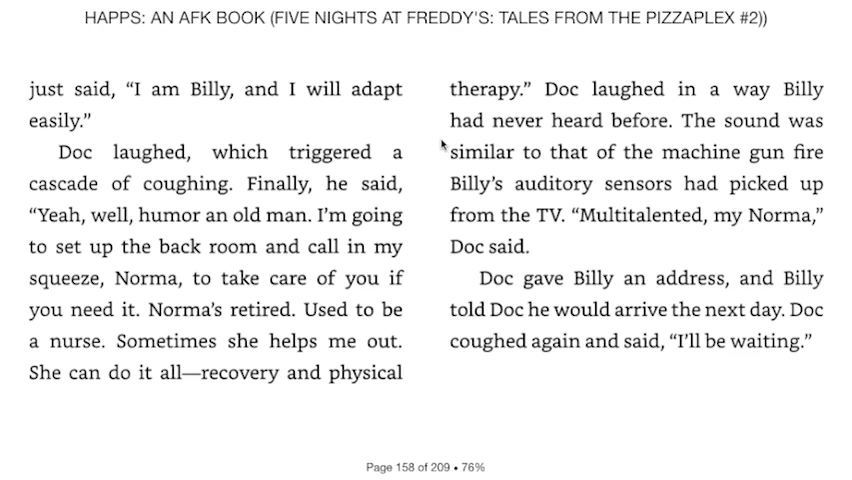 HAPPS: AN AFK BOOK (FIVE NIGHTS AT FREDDY'S: TALES FROM THE PIZZAPLEX #2))
just said, “I am Billy, and I will adapt
easily.”
Doc laughed, which triggered a
cascade of coughing. Finally, he said,
“Yeah, well, humor an old man. I’m going
to set up the back room and call in my
squeeze, Norma, to take care of you if
you need it. Norma’s retired. Used to be
a nurse. Sometimes she helps me out.
She can do it all—recovery and physical
therapy.” Doc laughed in a way Billy
had never heard before. The sound was
similar to that of the machine gun fire
Billy’s auditory sensors had picked up
from the TV. “Multitalented, my Norma,”
Doc said.
Doc gave Billy an address, and Billy
told Doc he would arrive the next day. Doc
coughed again and said, “I’ll be waiting.”
Page 158 of 209 • 76%